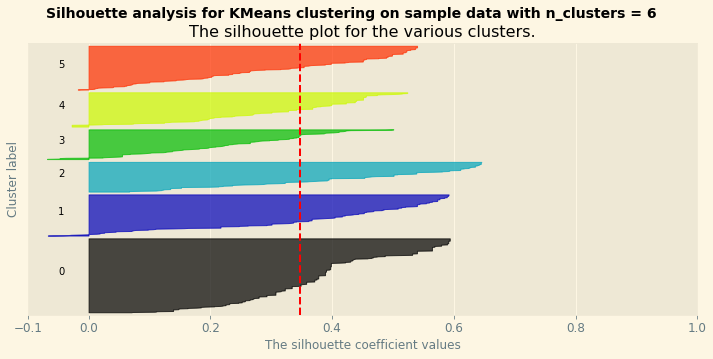 Silhouette analysis for KMeans clustering on sample data with n_clusters = 6
The silhouette plot for the various clusters.
5
4
3
2
1
0
Cluster label
−0.1 0.0 0.2 0.4 0.6 0.8 1.0
The silhouette coefficient values